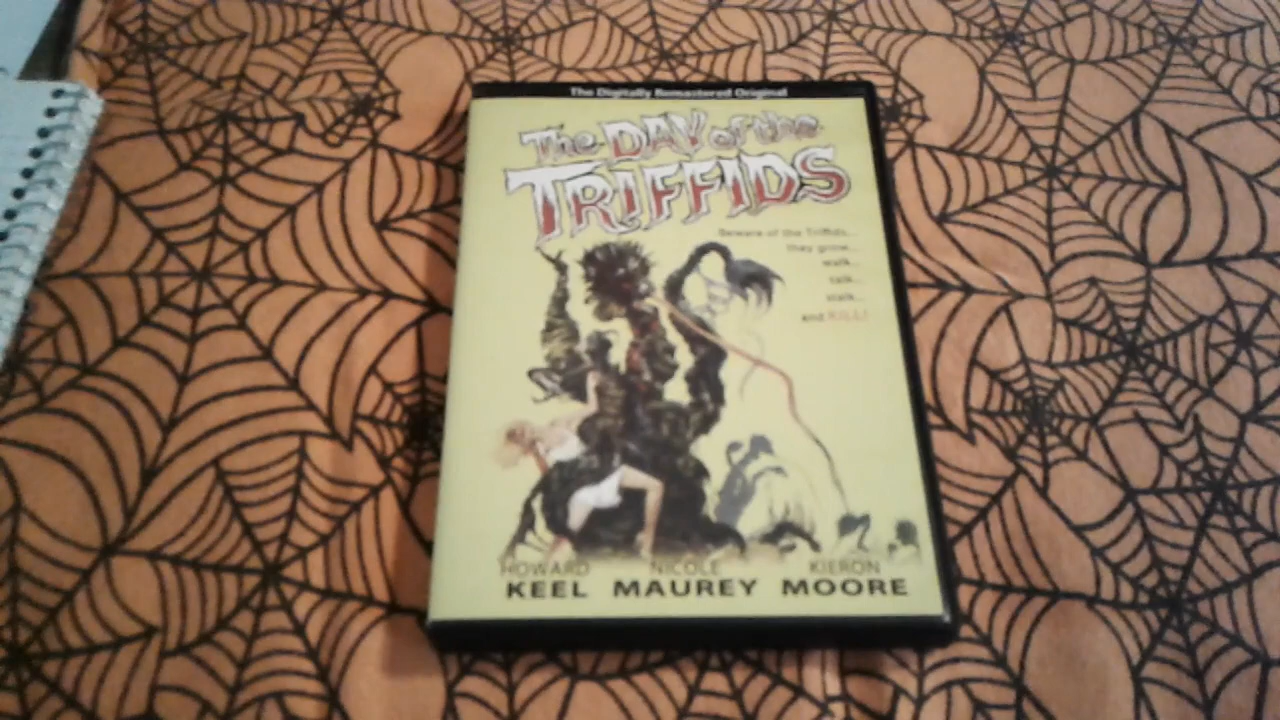 The Digitally Remastered Original
The DAY of the
TRIFFIDS
Beware of the Triffids...
they grow...
walk...
talk...
stalk...
and KILL!
HOWARD NICOLE KIERON
KEEL MAUREY MOORE